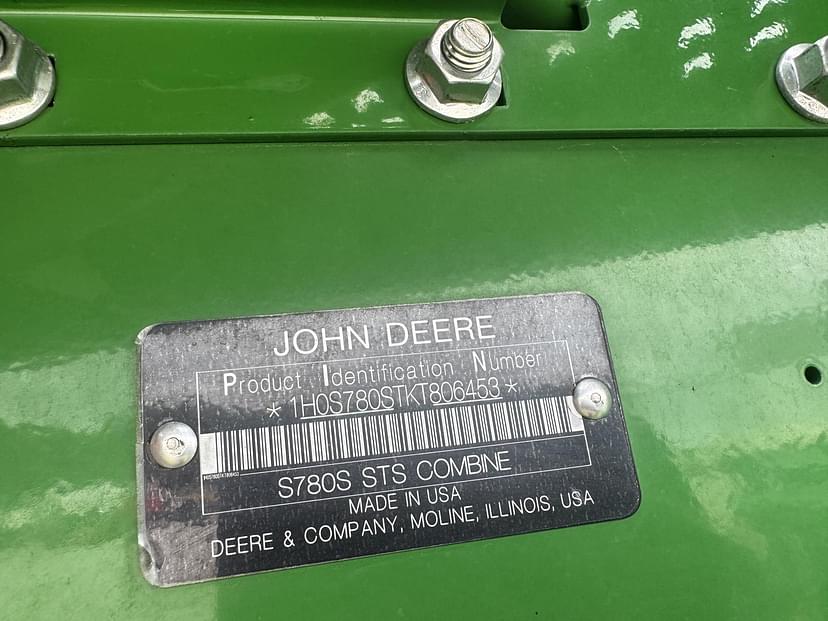 JOHN DEERE
Product Identification Number
* 1H0S780STKT806453 *
S780S STS COMBINE
MADE IN USA
DEERE & COMPANY, MOLINE, ILLINOIS, USA